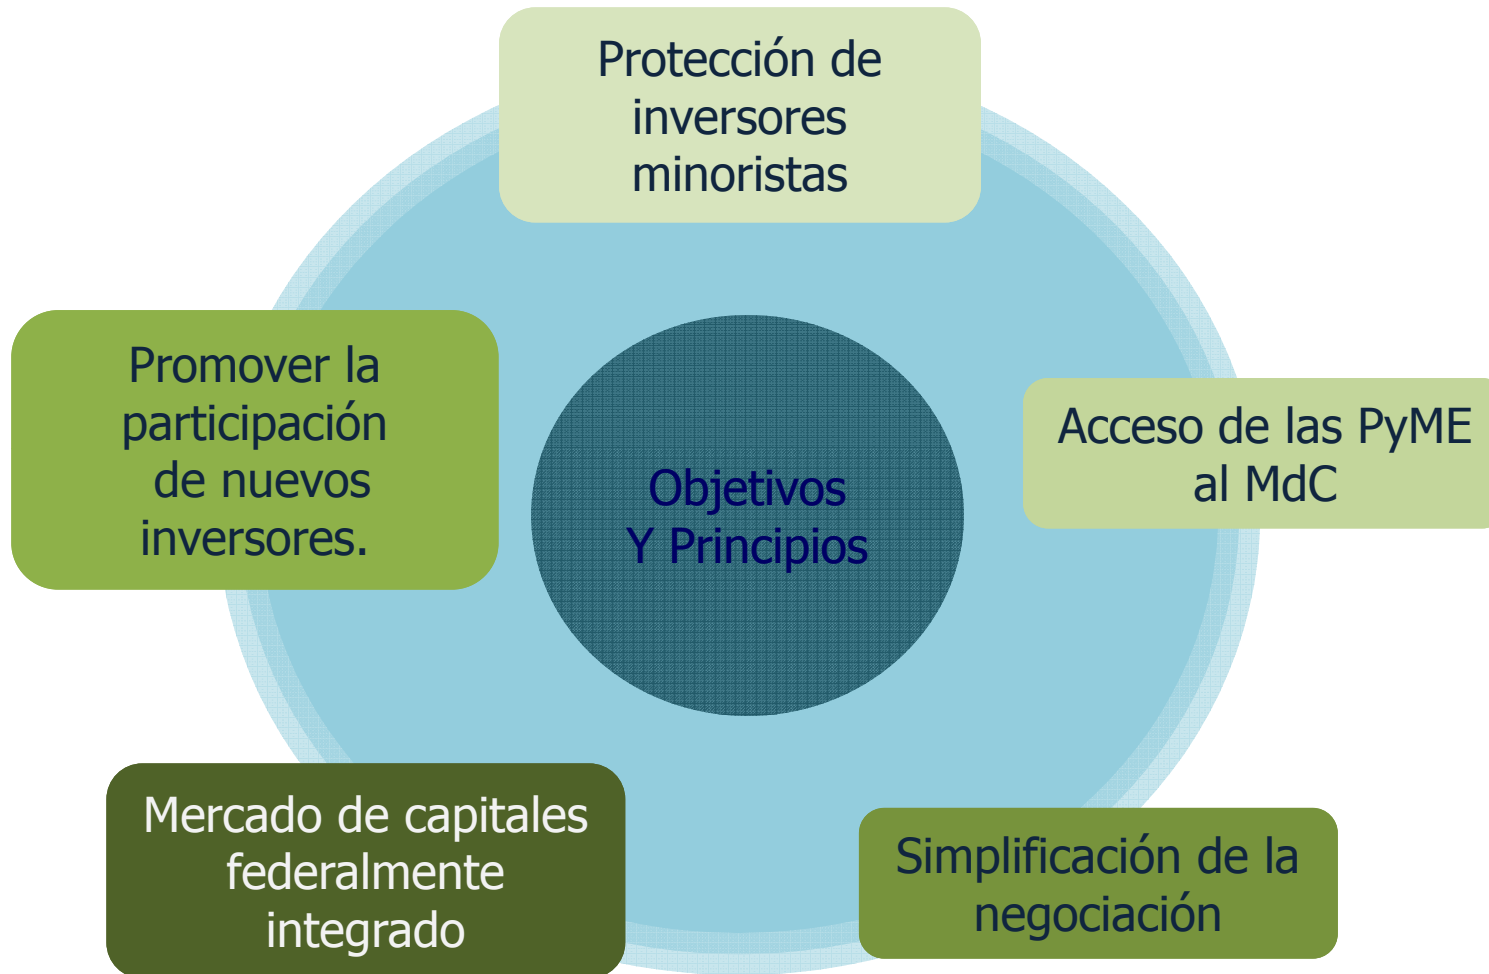 Protección de
inversores
minoristas
Promover la
participación
de nuevos
inversores.
Acceso de las PyME
al MdC
Objetivos
Y Principios
Mercado de capitales
federalmente
integrado
Simplificación de la
negociación